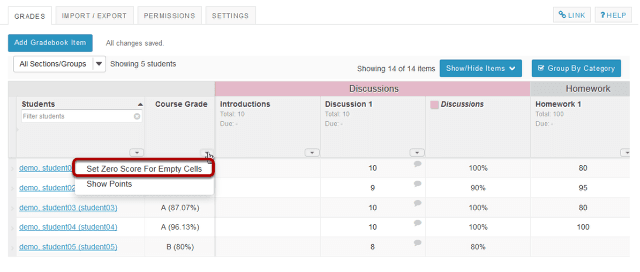 GRADES IMPORT / EXPORT PERMISSIONS SETTINGS LINK ?HELP
Add Gradebook Item All changes saved.
All Sections/Groups Showing 5 students Showing 14 of 14 items Show/Hide Items Group By Category
Discussions Homework
Students Course Grade Introductions Discussion 1 Discussions Homework 1
Filter students Total: 10 Total: 10 Total: 100
Due: - Due: - Due: -
demo, student0 10 100% 80
Set Zero Score For Empty Cells
Show Points
demo, student02 9 90% 95
demo, student03 (student03) A (87.07%) 10 100% 80
demo, student04 (student04) A (96.13%) 10 100% 100
demo, student05 (student05) B (80%) 8 80%